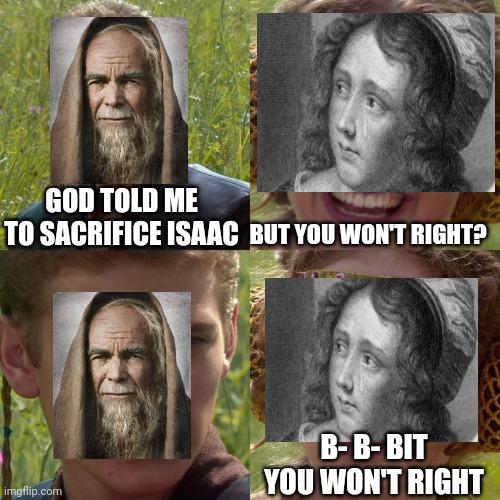 GOD TOLD ME
TO SACRIFICE ISAAC
BUT YOU WON'T RIGHT?
B- B- BIT
YOU WON'T RIGHT
imgflip.com